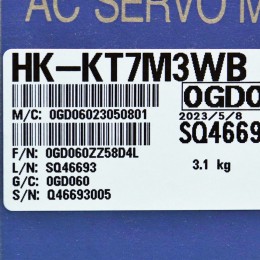 AC SERVO M
HK-KT7M3WB
0GD0
M/C: 0GD06023050801
2023/5/8
SQ4669
F/N: 0GD060ZZ58D4L
L/N: SQ46693
3.1 kg
G/C: 0GD060
S/N: Q46693005